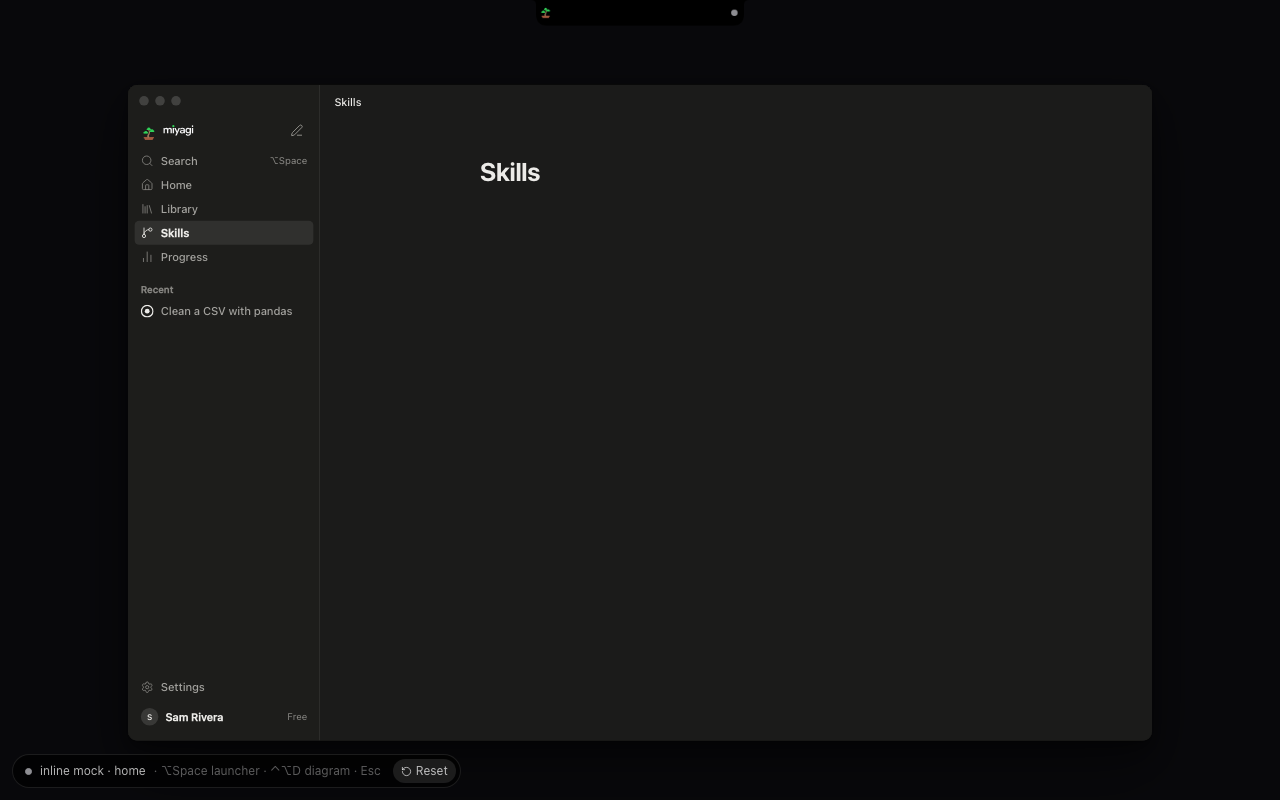 Skills
miyagi
Search ⌥Space
Home
Library
Skills
Progress
Recent
Clean a CSV with pandas
Skills
Settings
S Sam Rivera Free
inline mock · home · ⌥Space launcher · ^⌥D diagram · Esc Reset